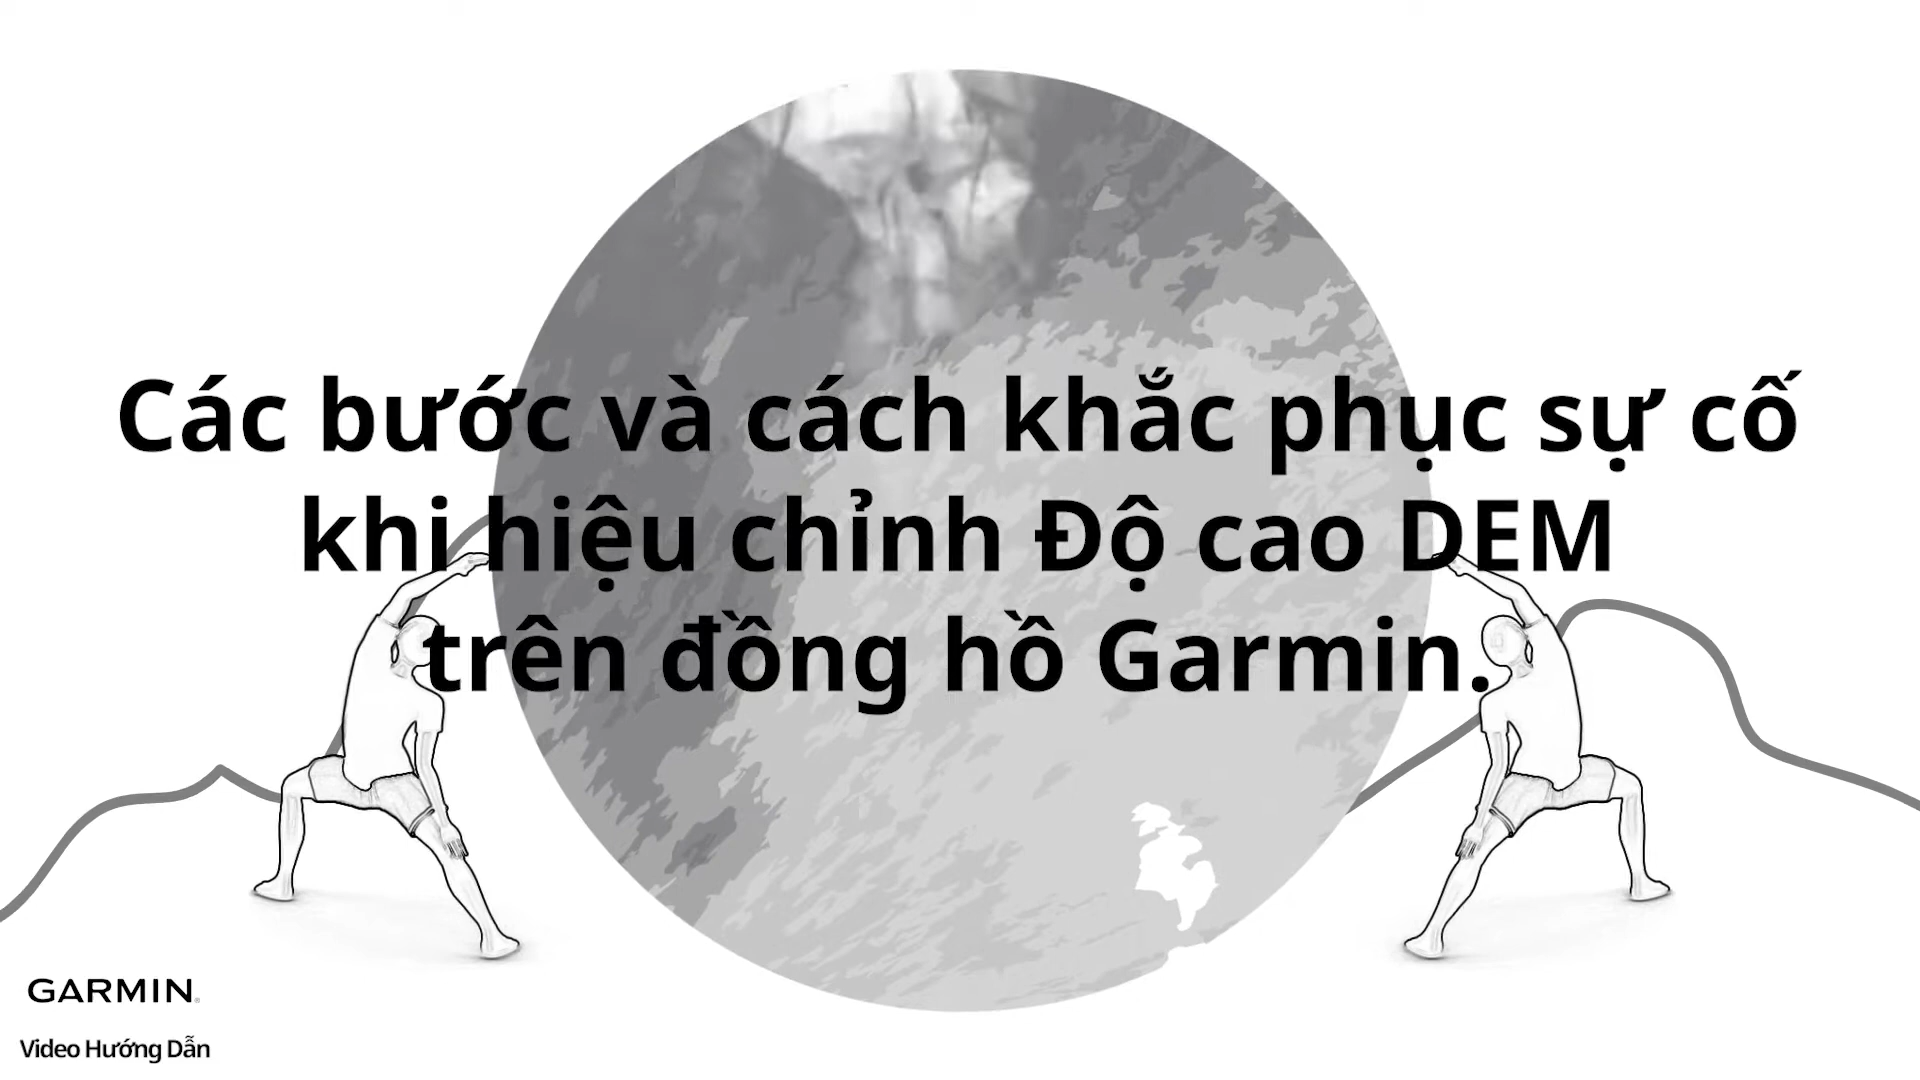 Các bước và cách khắc phục sự cố
khi hiệu chỉnh Độ cao DEM
trên đồng hồ Garmin.
GARMIN
Video Hướng Dẫn